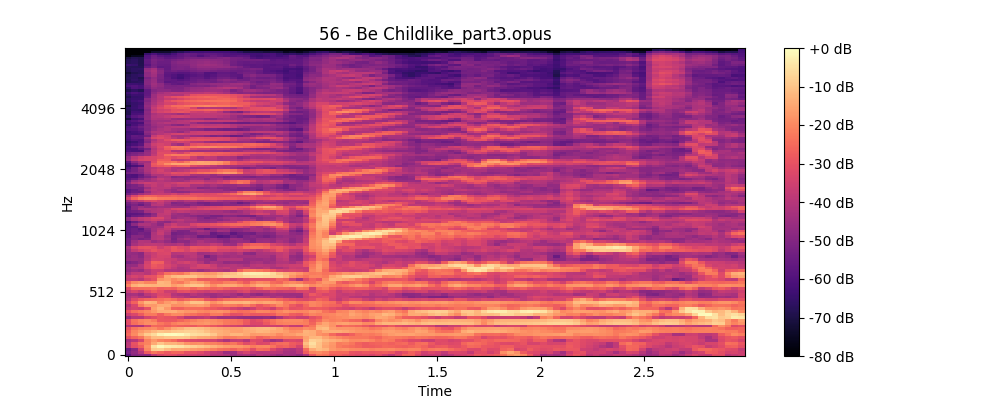 56 - Be Childlike_part3.opus
+0 dB
4096
-10 dB
-20 dB
2048
-30 dB
Hz
1024
-40 dB
-50 dB
512
-60 dB
-70 dB
0
-80 dB
0 0.5 1 1.5 2 2.5
Time